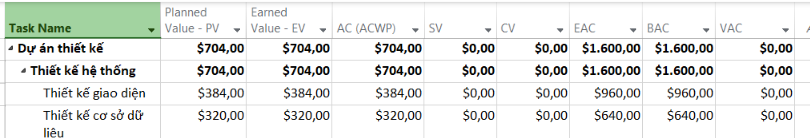 Task Name Planned Value - PV Earned Value - EV AC (ACWP) SV CV EAC BAC VAC
Dự án thiết kế $704,00 $704,00 $704,00 $0,00 $0,00 $1.600,00 $1.600,00 $0,00
Thiết kế hệ thống $704,00 $704,00 $704,00 $0,00 $0,00 $1.600,00 $1.600,00 $0,00
Thiết kế giao diện $384,00 $384,00 $384,00 $0,00 $0,00 $960,00 $960,00 $0,00
Thiết kế cơ sở dữ liệu $320,00 $320,00 $320,00 $0,00 $0,00 $640,00 $640,00 $0,00